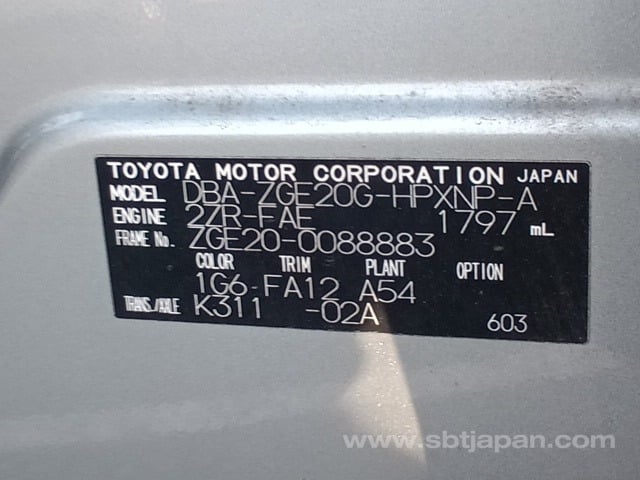 TOYOTA MOTOR CORPORATION JAPAN
MODEL DBA-ZGE20G-HPXNP-A
ENGINE 2ZR-FAE 1797 mL
FRAME No. ZGE20-0088883
COLOR TRIM PLANT OPTION
1G6 -FA12 A54
TRANS./AXLE K311 -02A 603
www.sbtjapan.com